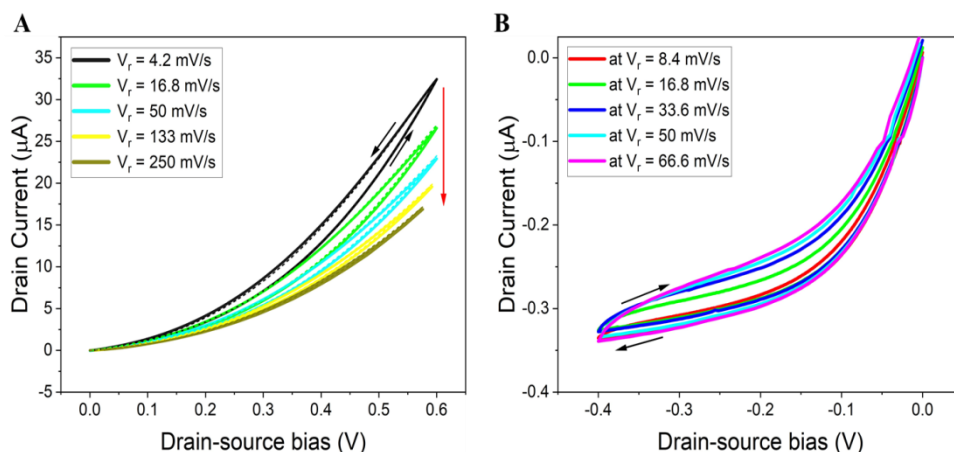 A
V_r = 4.2 mV/s
V_r = 16.8 mV/s
V_r = 50 mV/s
V_r = 133 mV/s
V_r = 250 mV/s
35
30
25
20
15
10
5
0
-5
0.0 0.1 0.2 0.3 0.4 0.5 0.6
Drain Current (μA)
Drain-source bias (V)
B
at V_r = 8.4 mV/s
at V_r = 16.8 mV/s
at V_r = 33.6 mV/s
at V_r = 50 mV/s
at V_r = 66.6 mV/s
0.0
-0.1
-0.2
-0.3
-0.4
-0.4 -0.3 -0.2 -0.1 0.0
Drain Current (μA)
Drain-source bias (V)